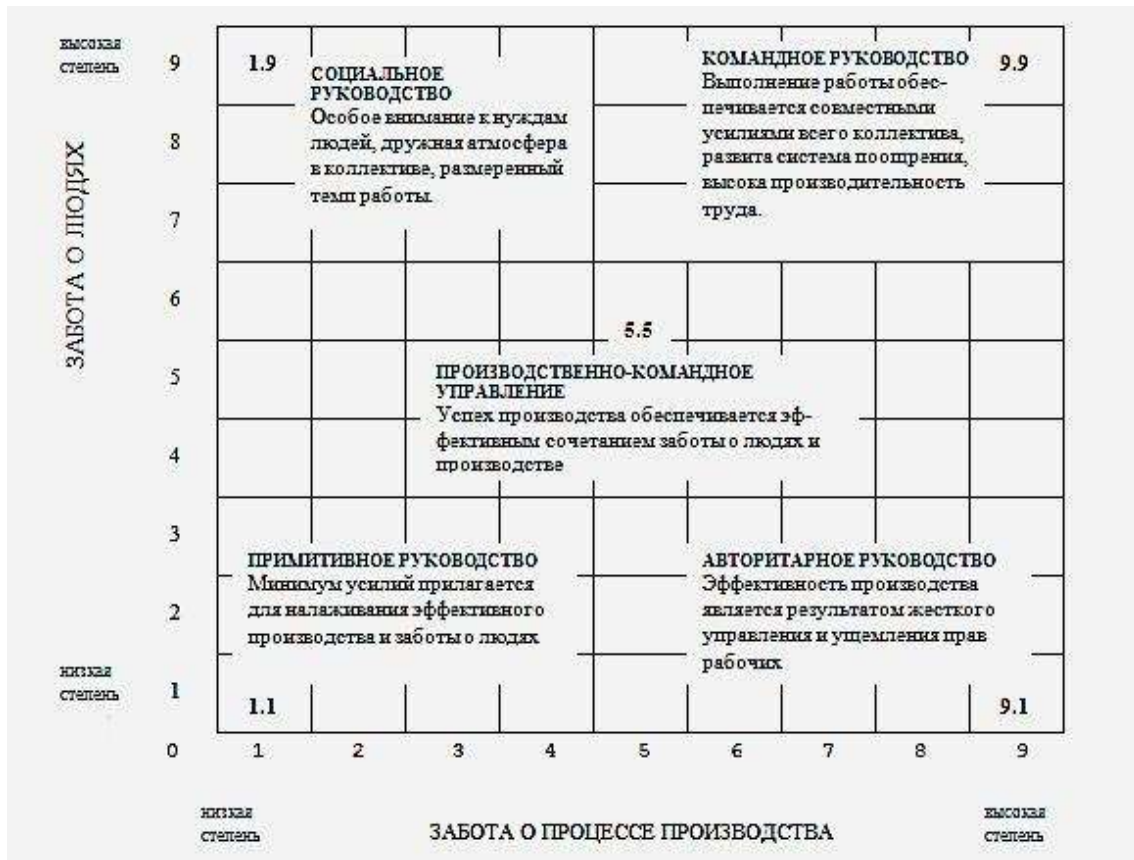 высокая
степень
9
1.9
СОЦИАЛЬНОЕ
РУКОВОДСТВО
Особое внимание к нуждам
людей, дружная атмосфера
в коллективе, размеренный
темп работы.
КОМАНДНОЕ РУКОВОДСТВО
Выполнение работы обес-
печивается совместными
усилиями всего коллектива,
развита система поощрения,
высока производительность
труда.
9.9
8
7
ЗАБОТА О ЛЮДЯХ
6
5.5
5
ПРОИЗВОДСТВЕННО-КОМАНДНОЕ
УПРАВЛЕНИЕ
Успех производства обеспечивается эф-
фективным сочетанием заботы о людях и
производстве
4
3
ПРИМИТИВНОЕ РУКОВОДСТВО
Минимум усилий прилагается
для налаживания эффективного
производства и заботы о людях
АВТОРИТАРНОЕ РУКОВОДСТВО
Эффективность производства
является результатом жесткого
управления и ущемления прав
рабочих
2
низкая
степень
1
1.1
9.1
0 1 2 3 4 5 6 7 8 9
низкая
степень
ЗАБОТА О ПРОЦЕССЕ ПРОИЗВОДСТВА
высокая
степень